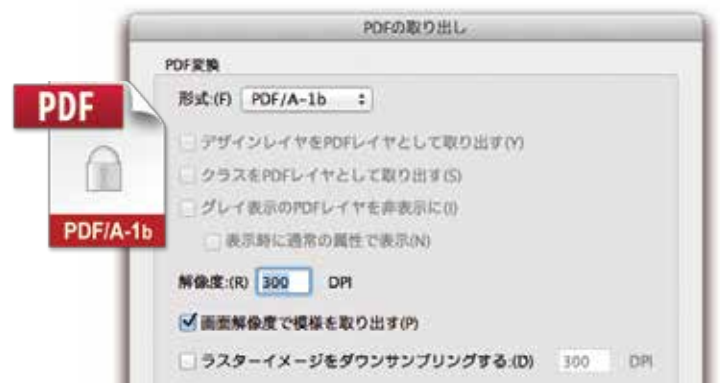 PDFの取り出し
PDF変換
形式:(F) PDF/A-1b
PDF
デザインレイヤをPDFレイヤとして取り出す(Y)
クラスをPDFレイヤとして取り出す(S)
グレイ表示のPDFレイヤを非表示に(I)
PDF/A-1b
表示時に通常の属性で表示(N)
解像度:(R) 300 DPI
画面解像度で模様を取り出す(P)
ラスターイメージをダウンサンプリングする:(D) 300 DPI